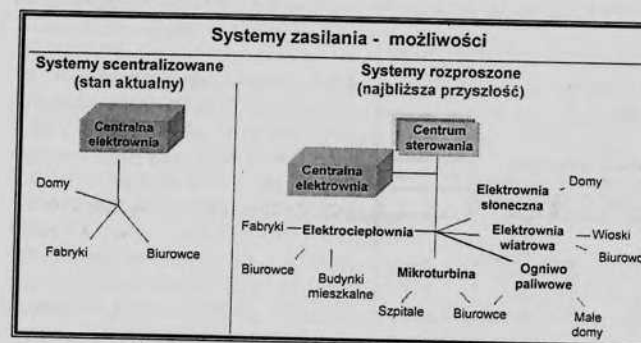 Systemy zasilania - możliwości
Systemy scentralizowane
(stan aktualny)
Centralna
elektrownia
Domy
Fabryki
Biurowce
Systemy rozproszone
(najbliższa przyszłość)
Centrum
sterowania
Centralna
elektrownia
Elektrownia
słoneczna
Domy
Fabryki
Elektrociepłownia
Elektrownia
wiatrowa
Wioski
Biurowce
Budynki
mieszkalne
Mikroturbina
Ogniwo
paliwowe
Szpitale
Biurowce
Małe
domy